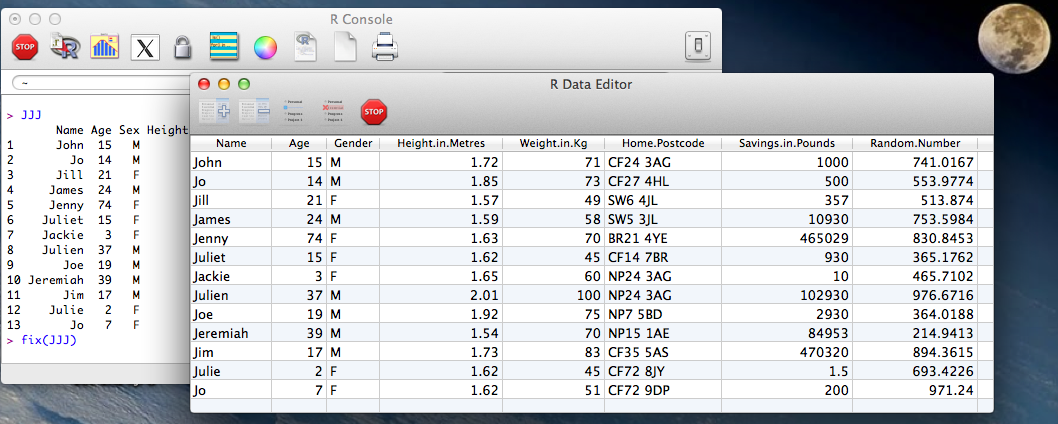 R Console
STOP
X
~
> JJJ
Name Age Sex Height
1 John 15 M
2 Jo 14 M
3 Jill 21 F
4 James 24 M
5 Jenny 74 F
6 Juliet 15 F
7 Jackie 3 F
8 Julien 37 M
9 Joe 19 M
10 Jeremiah 39 M
11 Jim 17 M
12 Julie 2 F
13 Jo 7 F
> fix(JJJ)
R Data Editor
STOP
Name Age Gender Height.in.Metres Weight.in.Kg Home.Postcode Savings.in.Pounds Random.Number
John 15 M 1.72 71 CF24 3AG 1000 741.0167
Jo 14 M 1.85 73 CF27 4HL 500 553.9774
Jill 21 F 1.57 49 SW6 4JL 357 513.874
James 24 M 1.59 58 SW5 3JL 10930 753.5984
Jenny 74 F 1.63 70 BR21 4YE 465029 830.8453
Juliet 15 F 1.62 45 CF14 7BR 930 365.1762
Jackie 3 F 1.65 60 NP24 3AG 10 465.7102
Julien 37 M 2.01 100 NP24 3AG 102930 976.6716
Joe 19 M 1.92 75 NP7 5BD 2930 364.0188
Jeremiah 39 M 1.54 70 NP15 1AE 84953 214.9413
Jim 17 M 1.73 83 CF35 5AS 470320 894.3615
Julie 2 F 1.62 45 CF72 8JY 1.5 693.4226
Jo 7 F 1.62 51 CF72 9DP 200 971.24